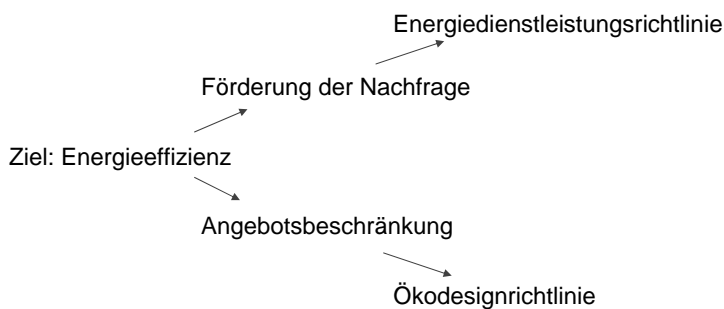 Energiedienstleistungsrichtlinie
Förderung der Nachfrage
Ziel: Energieeffizienz
Angebotsbeschränkung
Ökodesignrichtlinie